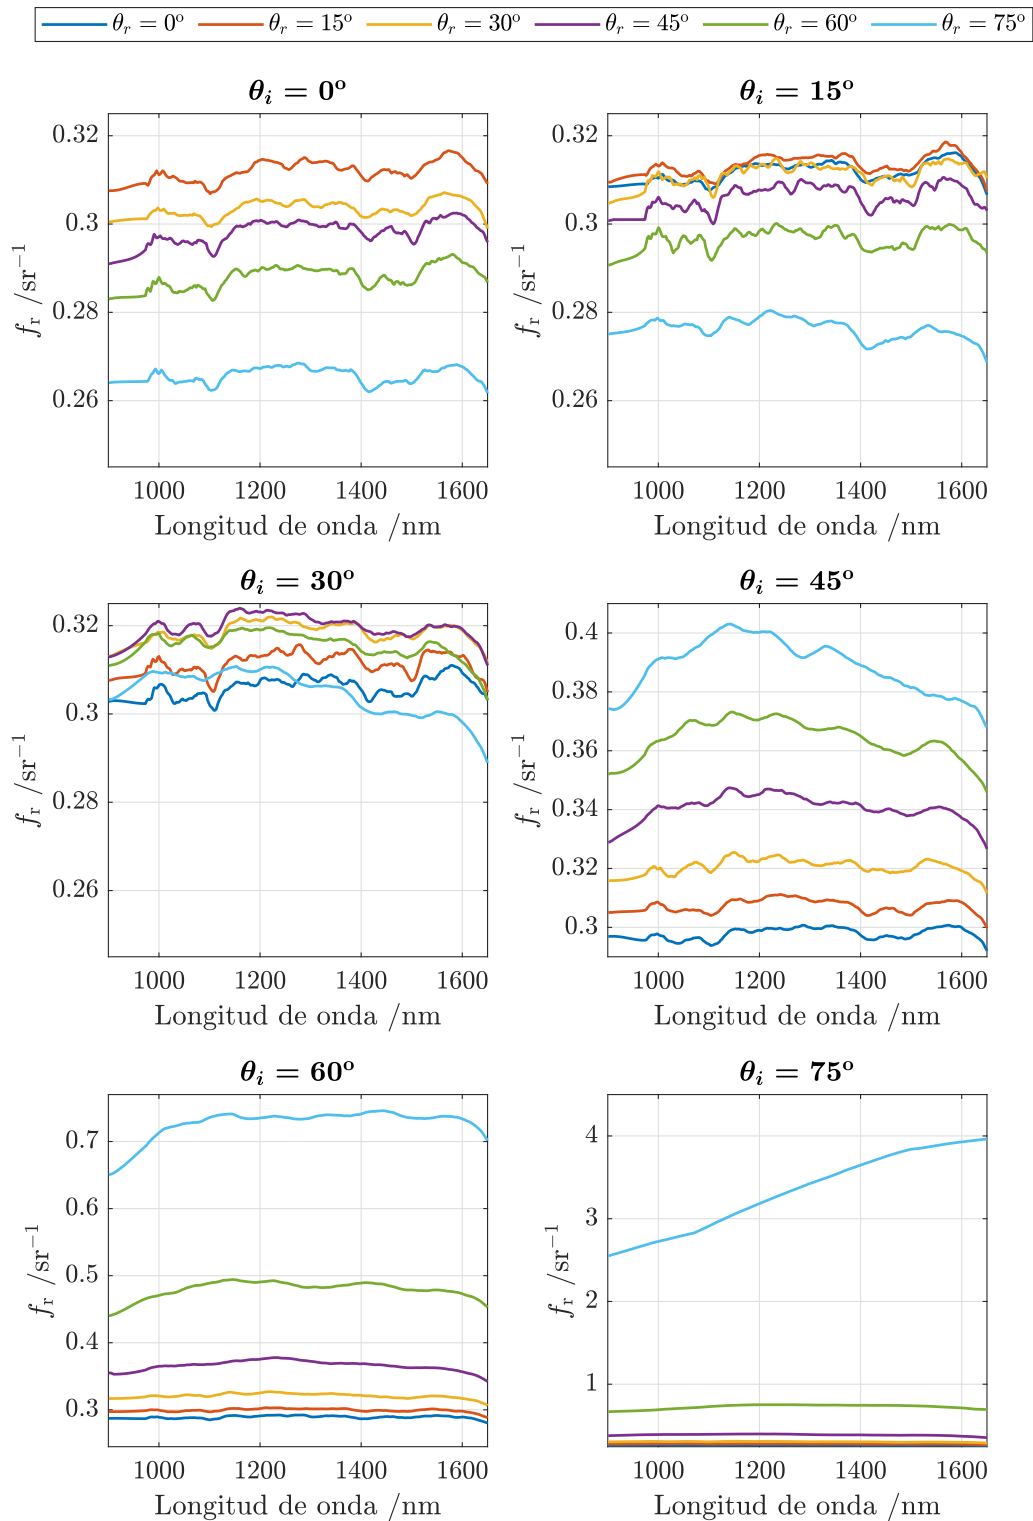 θr = 0º θr = 15º θr = 30º θr = 45º θr = 60º θr = 75º
θi = 0º
0.32
0.3
0.28
0.26
fr /sr−1
1000 1200 1400 1600
Longitud de onda /nm
θi = 15º
0.32
0.3
0.28
0.26
fr /sr−1
1000 1200 1400 1600
Longitud de onda /nm
θi = 30º
0.32
0.3
0.28
0.26
fr /sr−1
1000 1200 1400 1600
Longitud de onda /nm
θi = 45º
0.4
0.38
0.36
0.34
0.32
0.3
fr /sr−1
1000 1200 1400 1600
Longitud de onda /nm
θi = 60º
0.7
0.6
0.5
0.4
0.3
fr /sr−1
1000 1200 1400 1600
Longitud de onda /nm
θi = 75º
4
3
2
1
fr /sr−1
1000 1200 1400 1600
Longitud de onda /nm